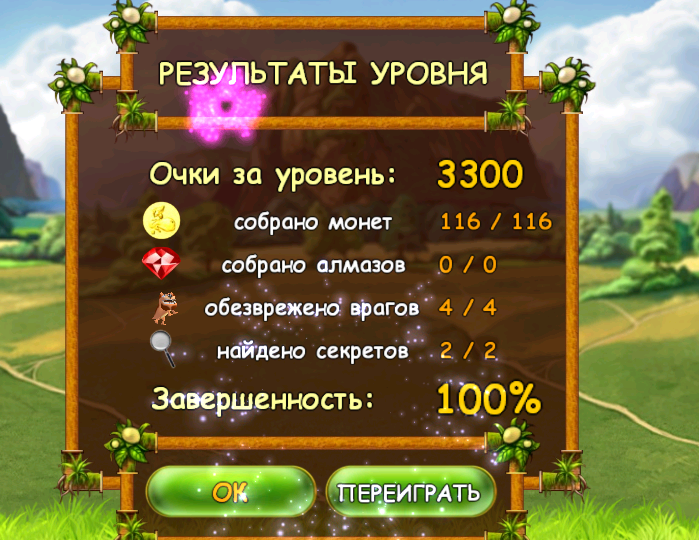 РЕЗУЛЬТАТЫ УРОВНЯ
Очки за уровень: 3300
собрано монет 116 / 116
собрано алмазов 0 / 0
обезврежено врагов 4 / 4
найдено секретов 2 / 2
Завершенность: 100%
ОК ПЕРЕИГРАТЬ